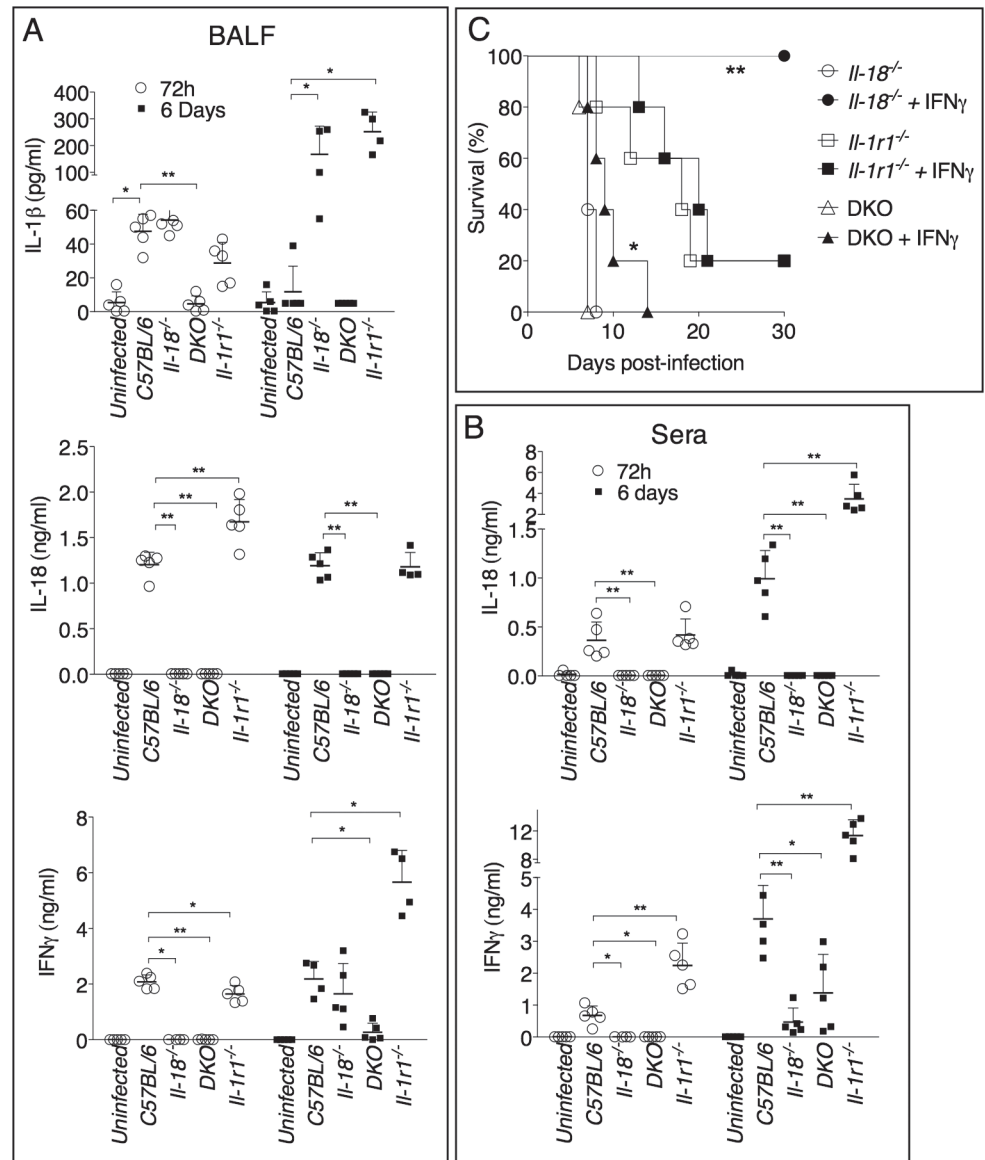 A
BALF
72h
6 Days
IL-1β (pg/ml)
400
300
200
100
60
40
20
0
*
**
*
*
Uninfected
C57BL/6
Il-18-/-
DKO
Il-1r1-/-
Uninfected
C57BL/6
Il-18-/-
DKO
Il-1r1-/-
IL-18 (ng/ml)
2.5
2.0
1.5
1.0
0.5
0.0
**
**
**
**
**
Uninfected
C57BL/6
Il-18-/-
DKO
Il-1r1-/-
Uninfected
C57BL/6
Il-18-/-
DKO
Il-1r1-/-
IFNγ (ng/ml)
8
6
4
2
0
*
**
*
*
*
Uninfected
C57BL/6
Il-18-/-
DKO
Il-1r1-/-
Uninfected
C57BL/6
Il-18-/-
DKO
Il-1r1-/-
C
Survival (%)
100
80
60
40
20
0
**
*
0
10
20
30
Days post-infection
Il-18-/-
Il-18-/- + IFNγ
Il-1r1-/-
Il-1r1-/- + IFNγ
DKO
DKO + IFNγ
B
Sera
72h
6 days
IL-18 (ng/ml)
8
6
4
2
1.5
1.0
0.5
0.0
**
**
**
**
**
Uninfected
C57BL/6
Il-18-/-
DKO
Il-1r1-/-
Uninfected
C57BL/6
Il-18-/-
DKO
Il-1r1-/-
IFNγ (ng/ml)
12
8
5
4
3
2
1
0
**
*
*
**
*
**
Uninfected
C57BL/6
Il-18-/-
DKO
Il-1r1-/-
Uninfected
C57BL/6
Il-18-/-
DKO
Il-1r1-/-